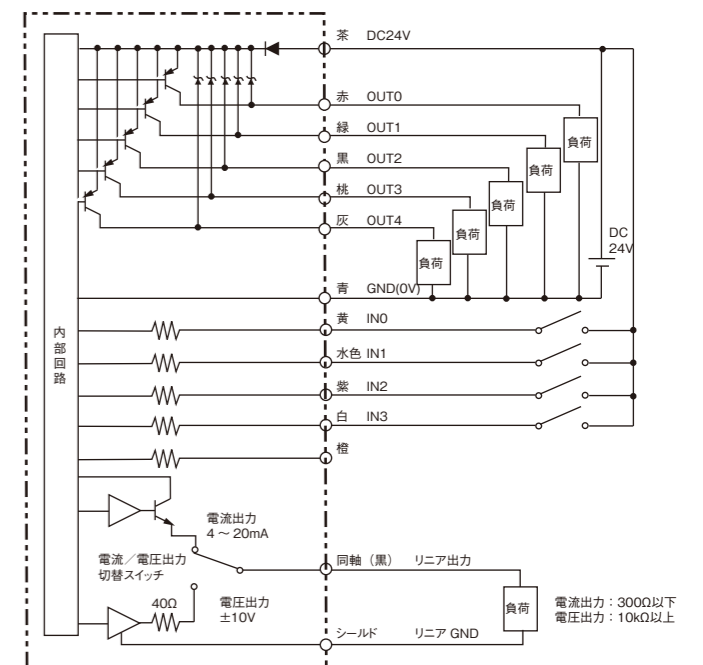 茶 DC24V
赤 OUT0
緑 OUT1
黒 OUT2
桃 OUT3
灰 OUT4
負荷
負荷
負荷
負荷
負荷
DC
24V
青 GND(0V)
黄 IN0
水色 IN1
紫 IN2
白 IN3
橙
内部回路
電流出力
4 ~ 20mA
電流／電圧出力
切替スイッチ
同軸（黒） リニア出力
40Ω
電圧出力
±10V
負荷
電流出力：300Ω以下
電圧出力：10kΩ以上
シールド リニア GND